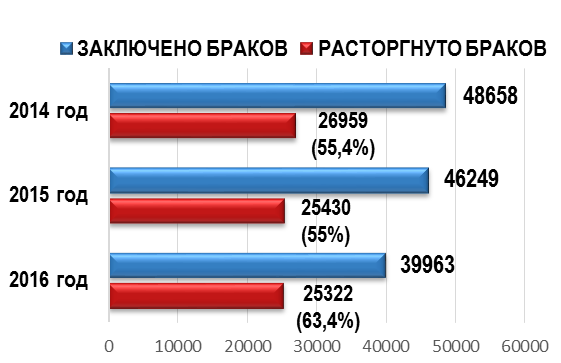 ЗАКЛЮЧЕНО БРАКОВ РАСТОРГНУТО БРАКОВ
2014 год
48658
26959
(55,4%)
2015 год
46249
25430
(55%)
2016 год
39963
25322
(63,4%)
0 10000 20000 30000 40000 50000 60000